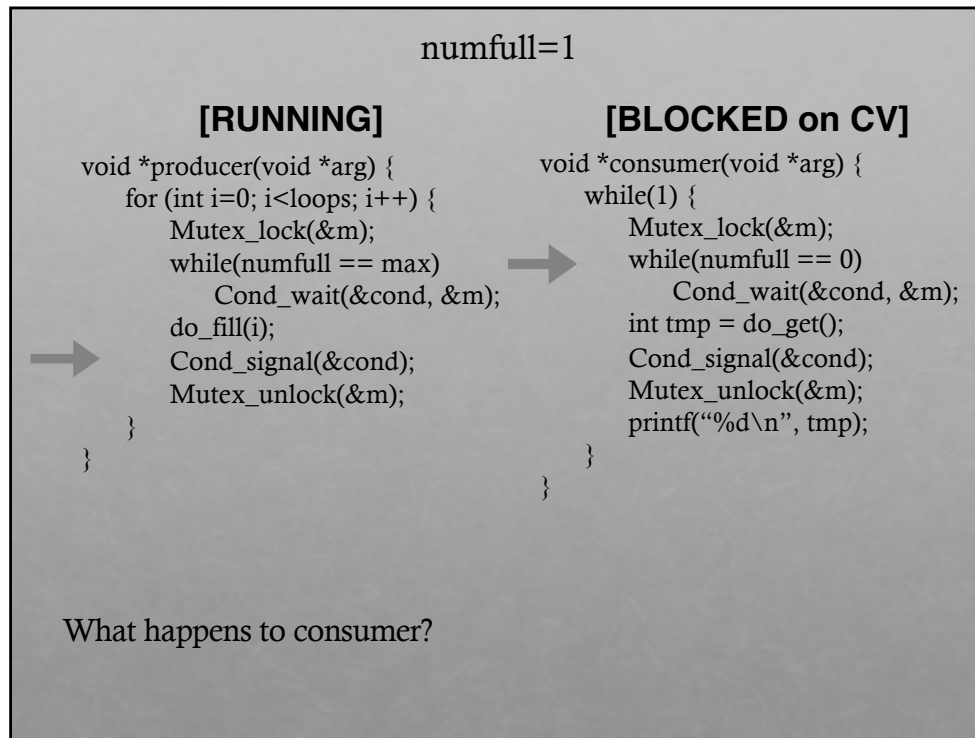 numfull=1
[RUNNING]
void *producer(void *arg) {
for (int i=0; i<loops; i++) {
Mutex_lock(&m);
while(numfull == max)
Cond_wait(&cond, &m);
do_fill(i);
Cond_signal(&cond);
Mutex_unlock(&m);
}
}
[BLOCKED on CV]
void *consumer(void *arg) {
while(1) {
Mutex_lock(&m);
while(numfull == 0)
Cond_wait(&cond, &m);
int tmp = do_get();
Cond_signal(&cond);
Mutex_unlock(&m);
printf(“%d\n”, tmp);
}
}
What happens to consumer?